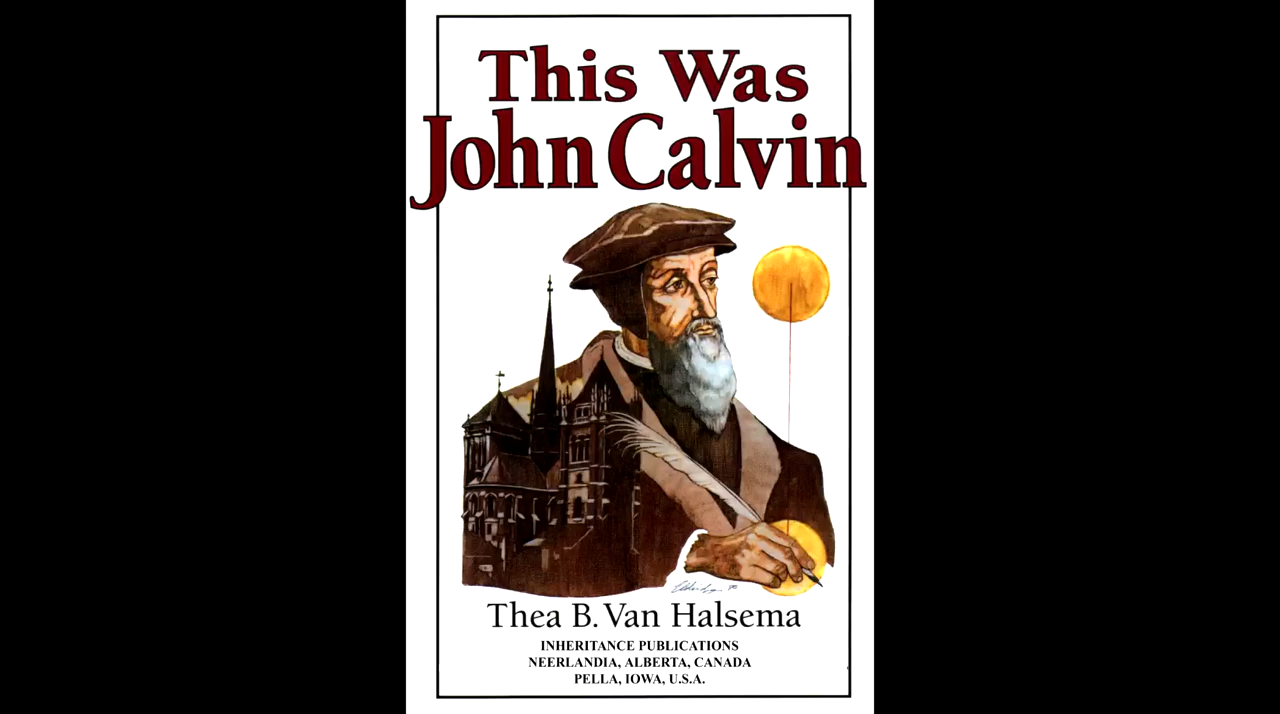 This Was
John Calvin
Thea B. Van Halsema
INHERITANCE PUBLICATIONS
NEERLANDIA, ALBERTA, CANADA
PELLA, IOWA, U.S.A.